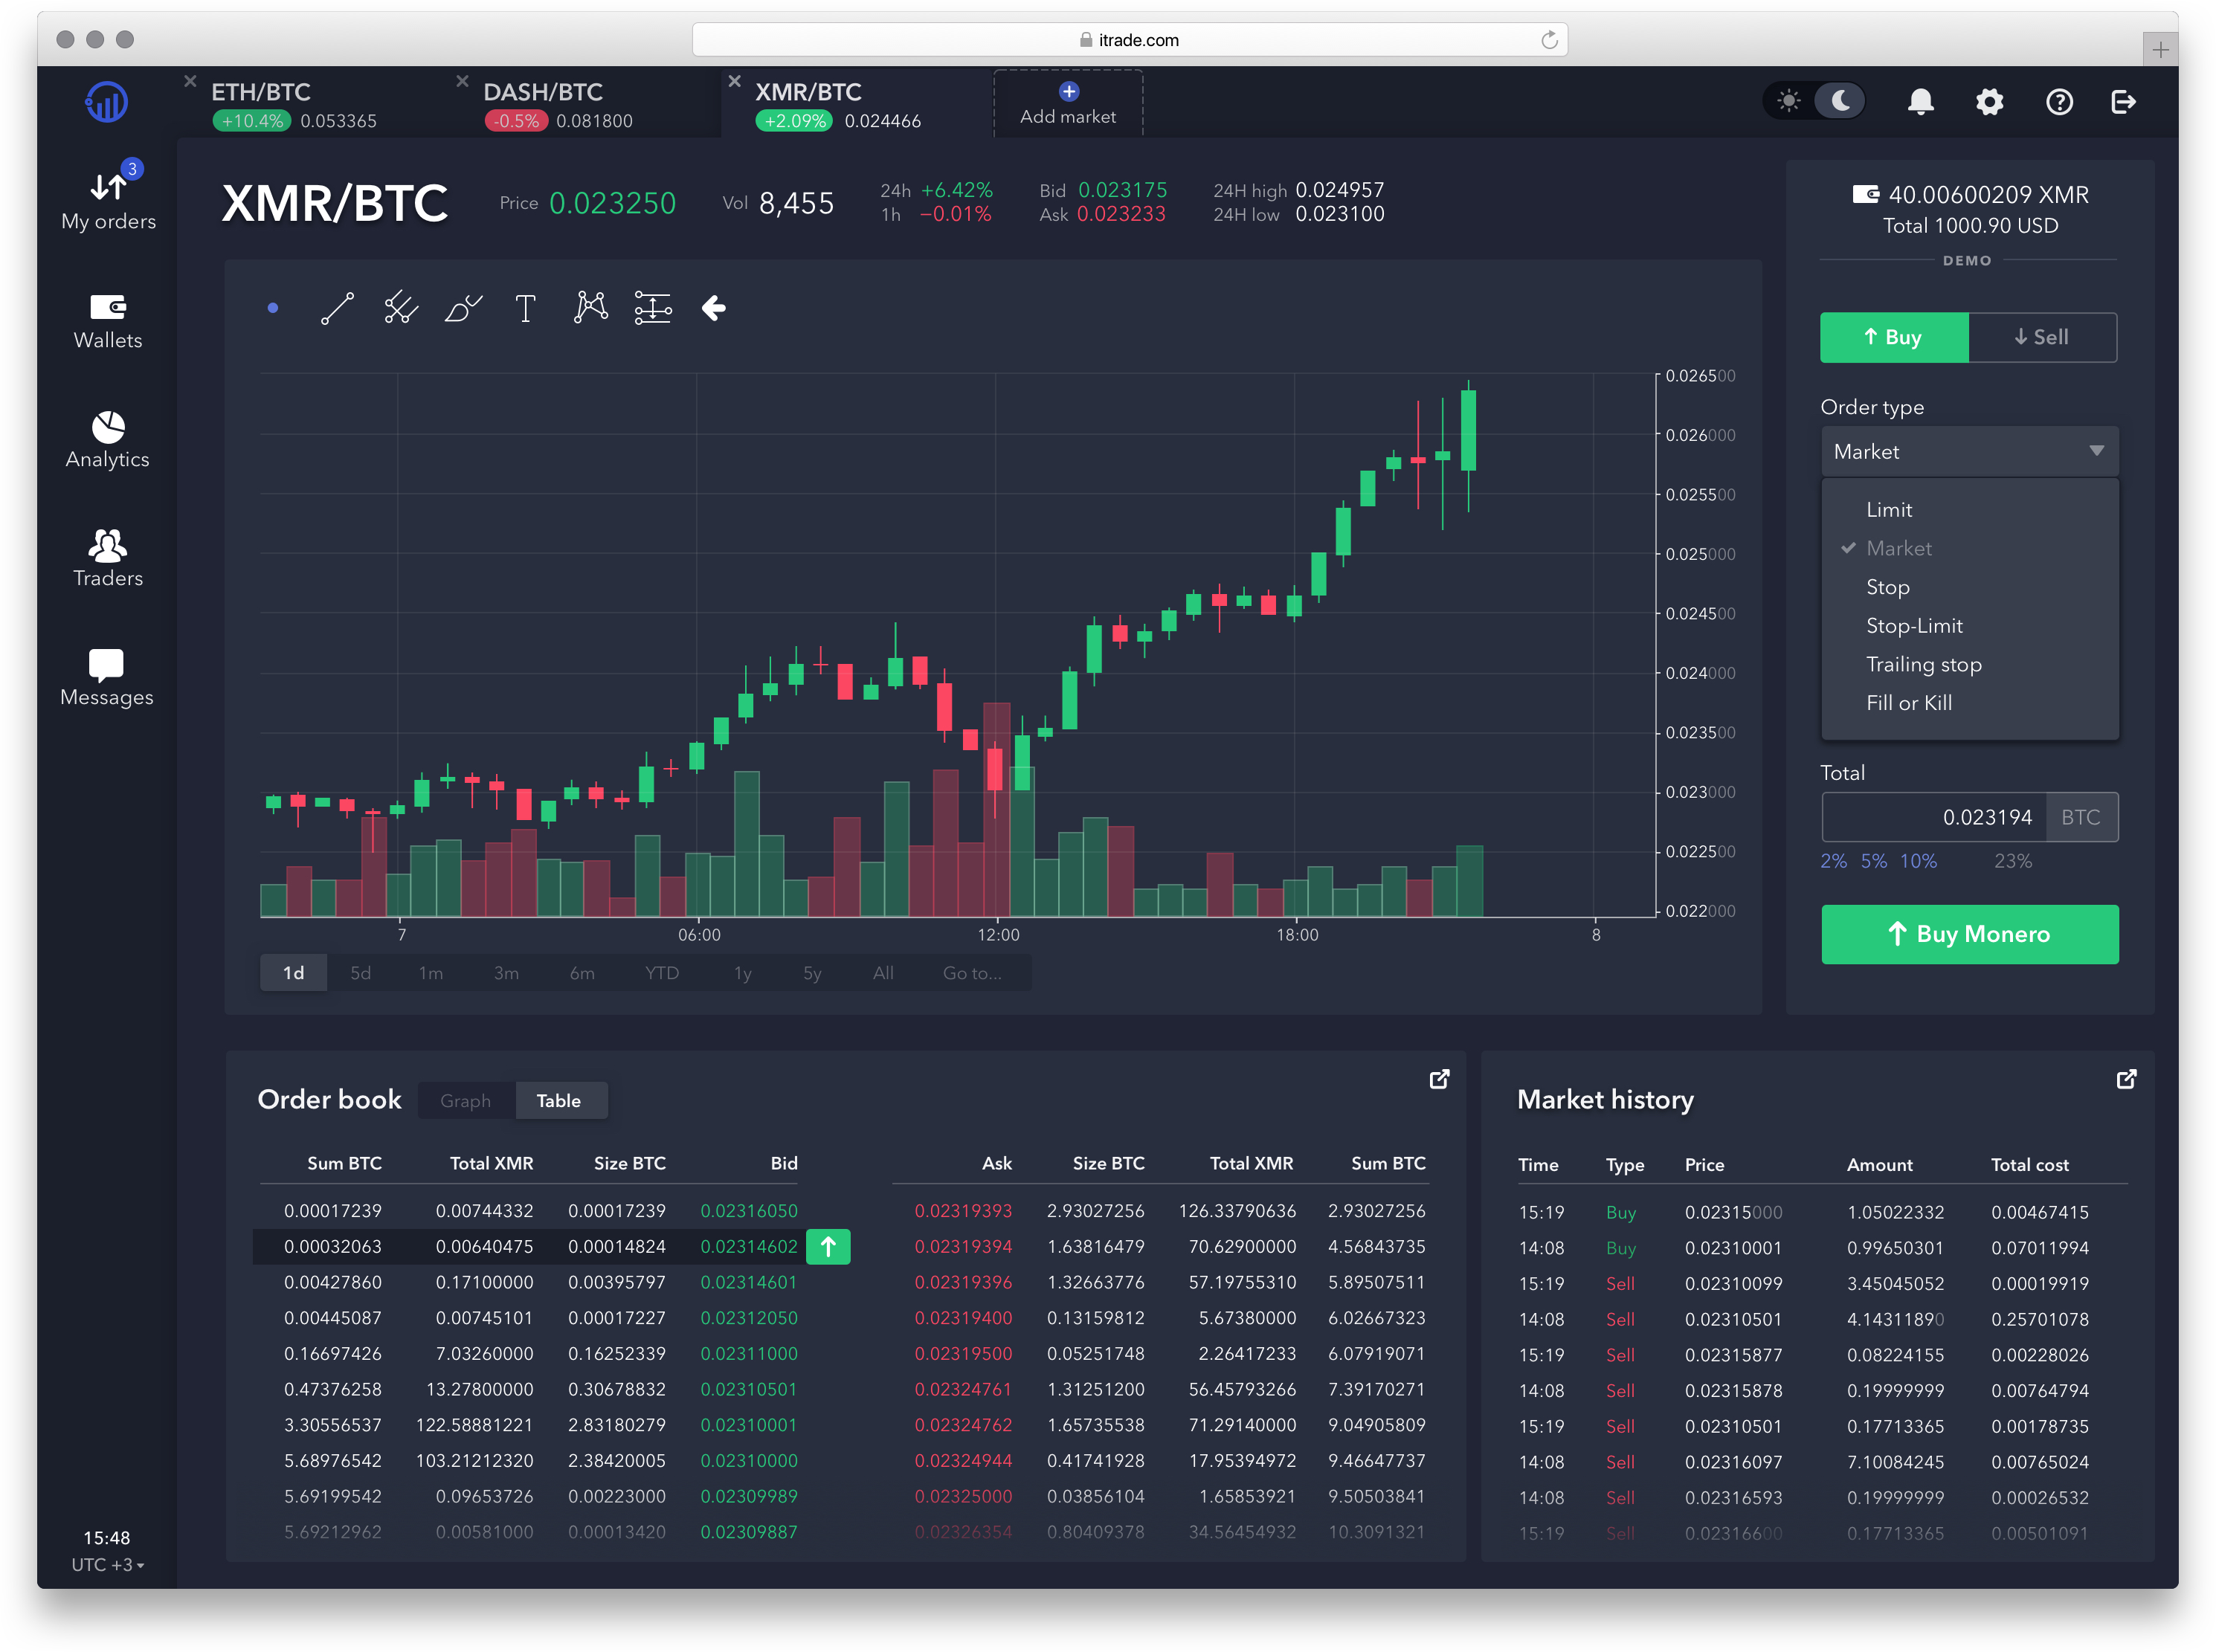 itrade.com
ETH/BTC
+10.4% 0.053365
DASH/BTC
-0.5% 0.081800
XMR/BTC
+2.09% 0.024466
Add market
3
My orders
Wallets
Analytics
Traders
Messages
15:48
UTC +3
XMR/BTC
Price 0.023250
Vol 8,455
24h +6.42%
1h −0.01%
Bid 0.023175
Ask 0.023233
24H high 0.024957
24H low 0.023100
T
0.026500
0.026000
0.025500
0.025000
0.024500
0.024000
0.023500
0.023000
0.022500
0.022000
7 06:00 12:00 18:00 8
1d 5d 1m 3m 6m YTD 1y 5y All Go to...
40.00600209 XMR
Total 1000.90 USD
DEMO
Buy Sell
Order type
Market
Limit
Market
Stop
Stop-Limit
Trailing stop
Fill or Kill
Total
0.023194 BTC
2% 5% 10% 23%
Buy Monero
Order book Graph Table
Sum BTC Total XMR Size BTC Bid Ask Size BTC Total XMR Sum BTC
0.00017239 0.00744332 0.00017239 0.02316050 0.02319393 2.93027256 126.33790636 2.93027256
0.00032063 0.00640475 0.00014824 0.02314602 0.02319394 1.63816479 70.62900000 4.56843735
0.00427860 0.17100000 0.00395797 0.02314601 0.02319396 1.32663776 57.19755310 5.89507511
0.00445087 0.00745101 0.00017227 0.02312050 0.02319400 0.13159812 5.67380000 6.02667323
0.16697426 7.03260000 0.16252339 0.02311000 0.02319500 0.05251748 2.26417233 6.07919071
0.47376258 13.27800000 0.30678832 0.02310501 0.02324761 1.31251200 56.45793266 7.39170271
3.30556537 122.58881221 2.83180279 0.02310001 0.02324762 1.65735538 71.29140000 9.04905809
5.68976542 103.21212320 2.38420005 0.02310000 0.02324944 0.41741928 17.95394972 9.46647737
5.69199542 0.09653726 0.00223000 0.02309989 0.02325000 0.03856104 1.65853921 9.50503841
5.69212962 0.00581000 0.00013420 0.02309887 0.02326354 0.80409378 34.56454932 10.3091321
Market history
Time Type Price Amount Total cost
15:19 Buy 0.02315000 1.05022332 0.00467415
14:08 Buy 0.02310001 0.99650301 0.07011994
15:19 Sell 0.02310099 3.45045052 0.00019919
14:08 Sell 0.02310501 4.14311890 0.25701078
15:19 Sell 0.02315877 0.08224155 0.00228026
14:08 Sell 0.02315878 0.19999999 0.00764794
15:19 Sell 0.02310501 0.17713365 0.00178735
14:08 Sell 0.02316097 7.10084245 0.00765024
14:08 Sell 0.02316593 0.19999999 0.00026532
15:19 Sell 0.02316600 0.17713365 0.00501091